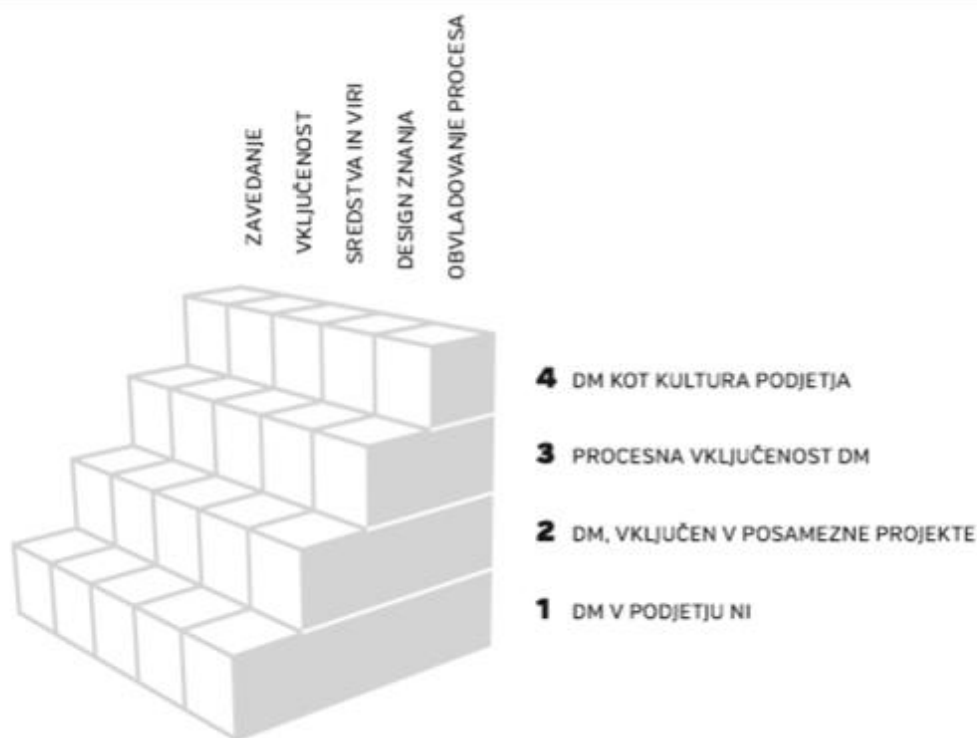 ZAVEDANJE
VKLJUČENOST
SREDSTVA IN VIRI
DESIGN ZNANJA
OBVLADOVANJE PROCESA
4 DM KOT KULTURA PODJETJA
3 PROCESNA VKLJUČENOST DM
2 DM, VKLJUČEN V POSAMEZNE PROJEKTE
1 DM V PODJETJU NI